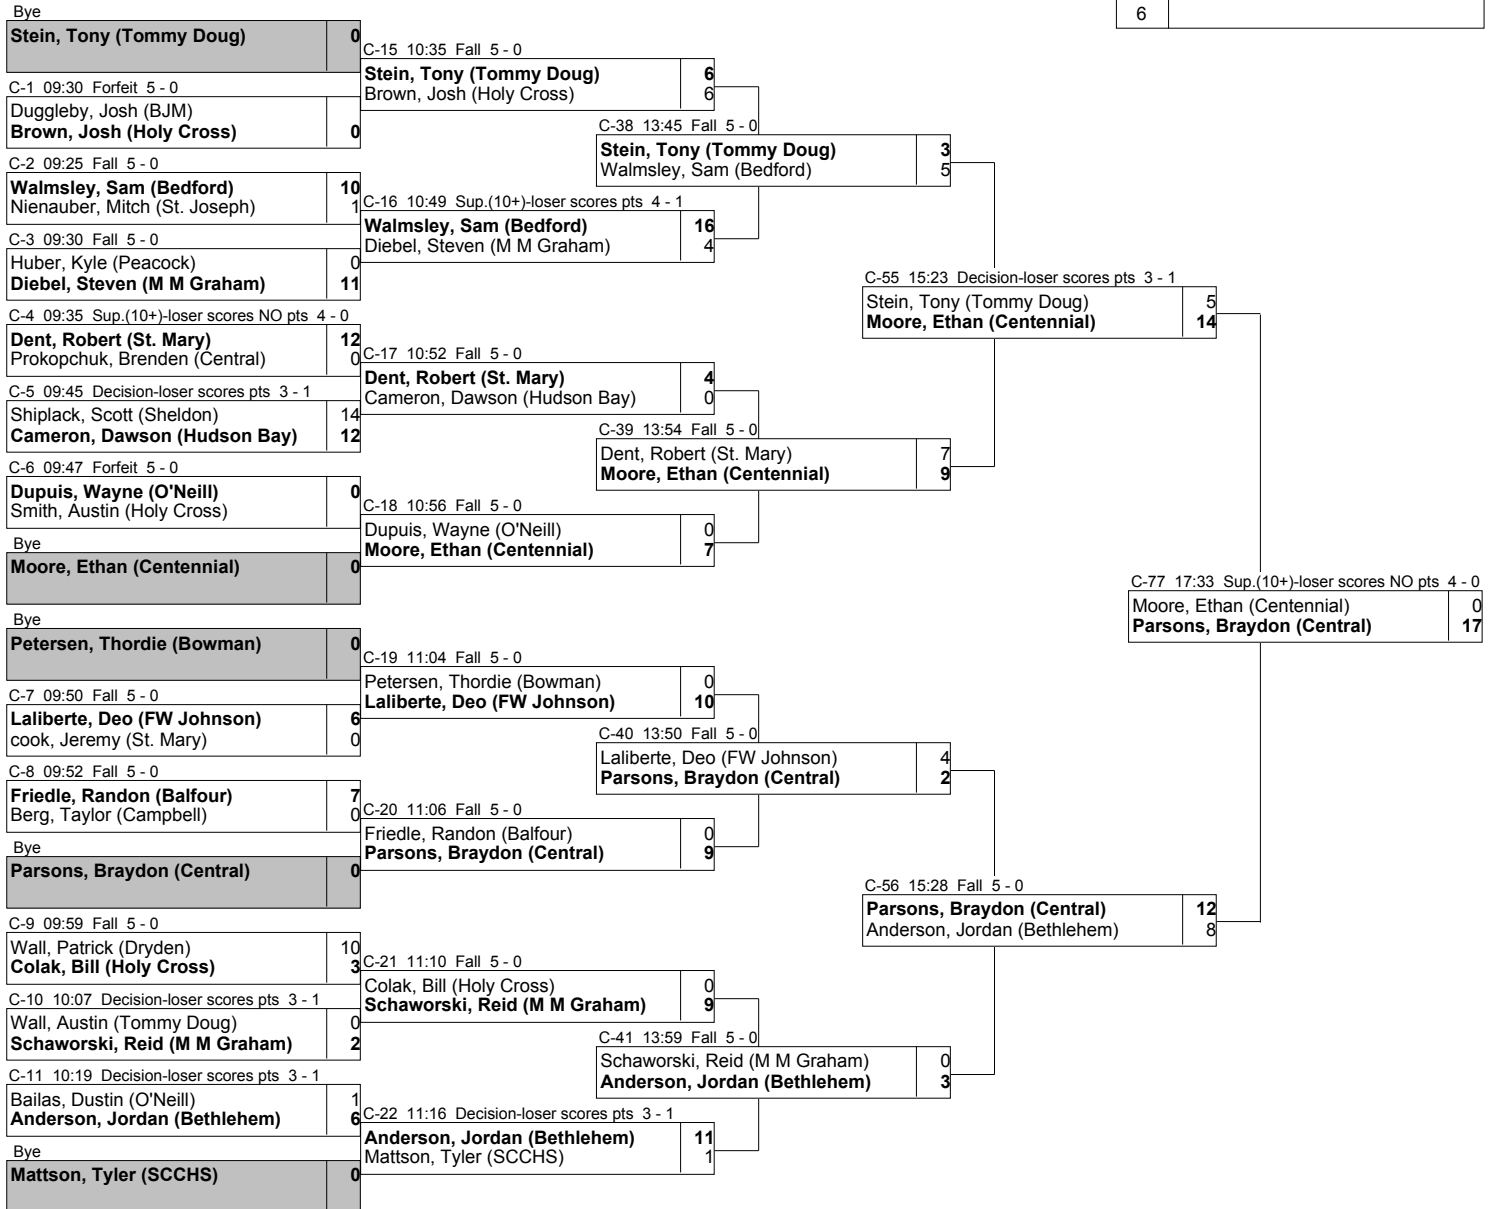 6
Bye
Stein, Tony (Tommy Doug) 0
C-1 09:30 Forfeit 5 - 0
Duggleby, Josh (BJM)
Brown, Josh (Holy Cross) 0
C-2 09:25 Fall 5 - 0
Walmsley, Sam (Bedford) 10
Nienauber, Mitch (St. Joseph) 1
C-3 09:30 Fall 5 - 0
Huber, Kyle (Peacock) 0
Diebel, Steven (M M Graham) 11
C-4 09:35 Sup.(10+)-loser scores NO pts 4 - 0
Dent, Robert (St. Mary) 12
Prokopchuk, Brenden (Central) 0
C-5 09:45 Decision-loser scores pts 3 - 1
Shiplack, Scott (Sheldon) 14
Cameron, Dawson (Hudson Bay) 12
C-6 09:47 Forfeit 5 - 0
Dupuis, Wayne (O'Neill) 0
Smith, Austin (Holy Cross)
Bye
Moore, Ethan (Centennial) 0
Bye
Petersen, Thordie (Bowman) 0
C-7 09:50 Fall 5 - 0
Laliberte, Deo (FW Johnson) 6
cook, Jeremy (St. Mary) 0
C-8 09:52 Fall 5 - 0
Friedle, Randon (Balfour) 7
Berg, Taylor (Campbell) 0
Bye
Parsons, Braydon (Central) 0
C-9 09:59 Fall 5 - 0
Wall, Patrick (Dryden) 10
Colak, Bill (Holy Cross) 3
C-10 10:07 Decision-loser scores pts 3 - 1
Wall, Austin (Tommy Doug) 0
Schaworski, Reid (M M Graham) 2
C-11 10:19 Decision-loser scores pts 3 - 1
Bailas, Dustin (O'Neill) 1
Anderson, Jordan (Bethlehem) 6
Bye
Mattson, Tyler (SCCHS) 0
C-15 10:35 Fall 5 - 0
Stein, Tony (Tommy Doug) 6
Brown, Josh (Holy Cross) 6
C-16 10:49 Sup.(10+)-loser scores pts 4 - 1
Walmsley, Sam (Bedford) 16
Diebel, Steven (M M Graham) 4
C-17 10:52 Fall 5 - 0
Dent, Robert (St. Mary) 4
Cameron, Dawson (Hudson Bay) 0
C-18 10:56 Fall 5 - 0
Dupuis, Wayne (O'Neill) 0
Moore, Ethan (Centennial) 7
C-19 11:04 Fall 5 - 0
Petersen, Thordie (Bowman) 0
Laliberte, Deo (FW Johnson) 10
C-20 11:06 Fall 5 - 0
Friedle, Randon (Balfour) 0
Parsons, Braydon (Central) 9
C-21 11:10 Fall 5 - 0
Colak, Bill (Holy Cross) 0
Schaworski, Reid (M M Graham) 9
C-22 11:16 Decision-loser scores pts 3 - 1
Anderson, Jordan (Bethlehem) 11
Mattson, Tyler (SCCHS) 1
C-38 13:45 Fall 5 - 0
Stein, Tony (Tommy Doug) 3
Walmsley, Sam (Bedford) 5
C-39 13:54 Fall 5 - 0
Dent, Robert (St. Mary) 7
Moore, Ethan (Centennial) 9
C-40 13:50 Fall 5 - 0
Laliberte, Deo (FW Johnson) 4
Parsons, Braydon (Central) 2
C-41 13:59 Fall 5 - 0
Schaworski, Reid (M M Graham) 0
Anderson, Jordan (Bethlehem) 3
C-55 15:23 Decision-loser scores pts 3 - 1
Stein, Tony (Tommy Doug) 5
Moore, Ethan (Centennial) 14
C-56 15:28 Fall 5 - 0
Parsons, Braydon (Central) 12
Anderson, Jordan (Bethlehem) 8
C-77 17:33 Sup.(10+)-loser scores NO pts 4 - 0
Moore, Ethan (Centennial) 0
Parsons, Braydon (Central) 17